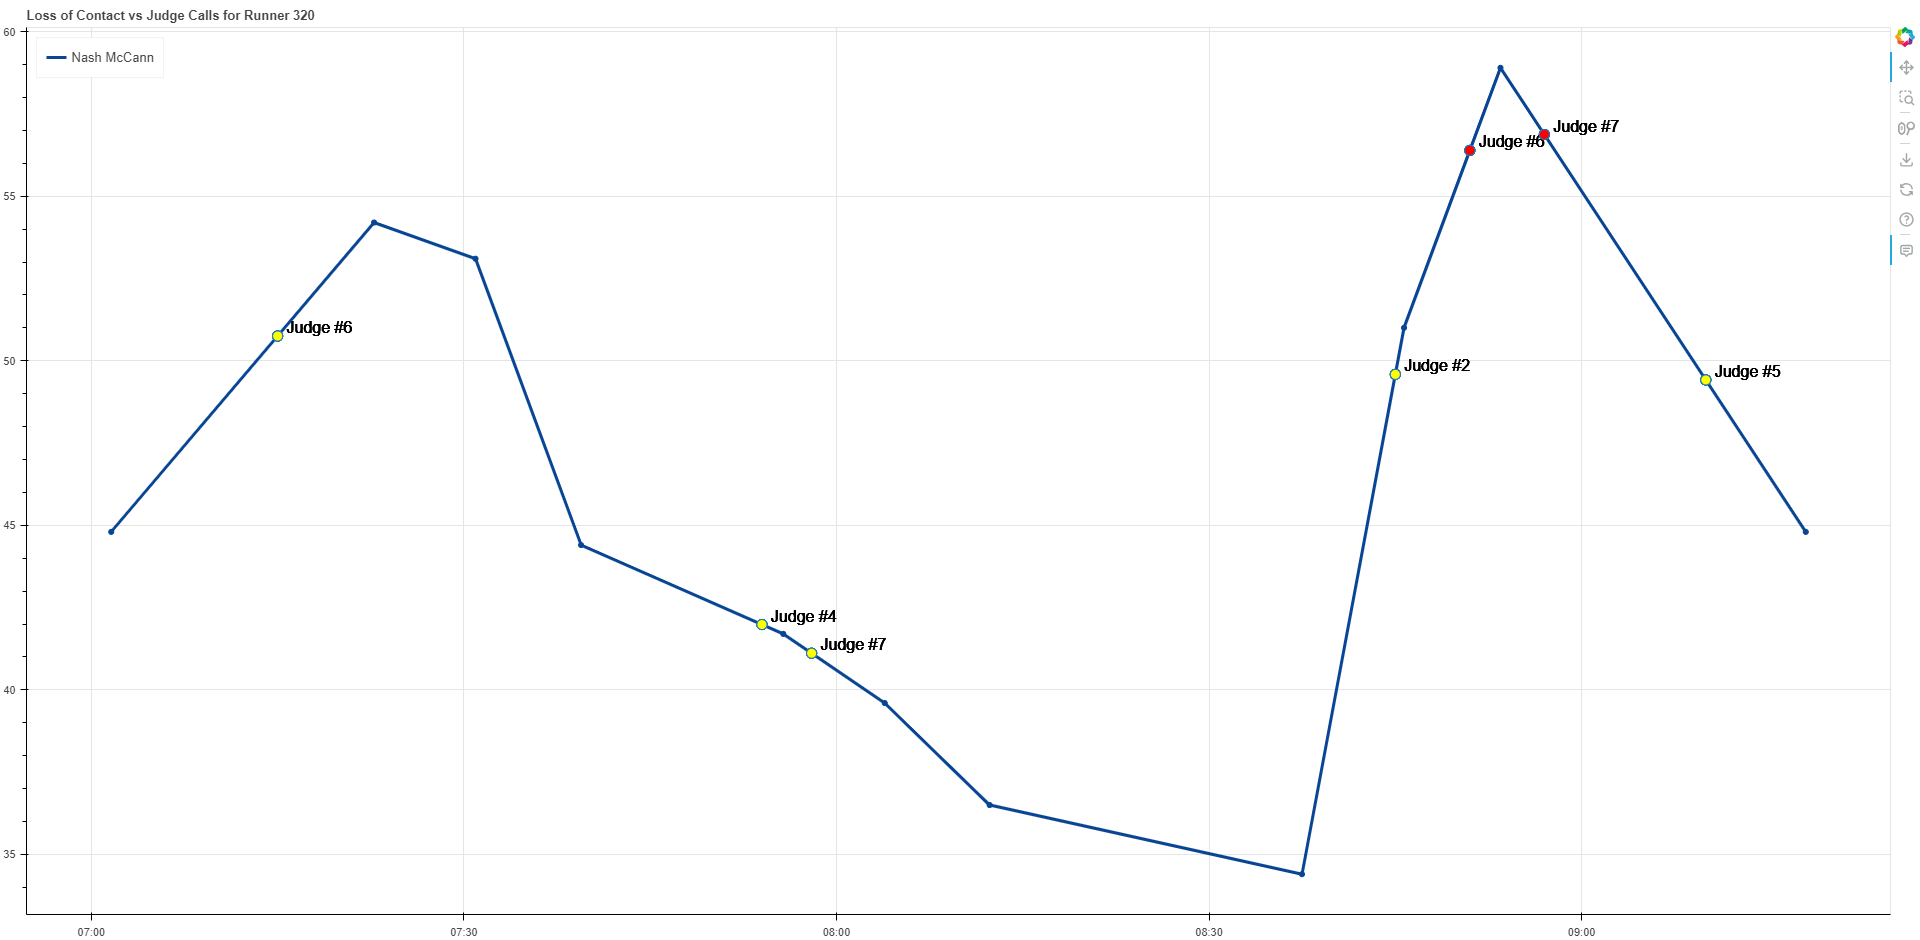 Loss of Contact vs Judge Calls for Runner 320
60
Nash McCann
Judge #7
Judge #6
55
Judge #6
50
Judge #2
Judge #5
45
Judge #4
Judge #7
40
35
07:00
07:30
08:00
08:30
09:00